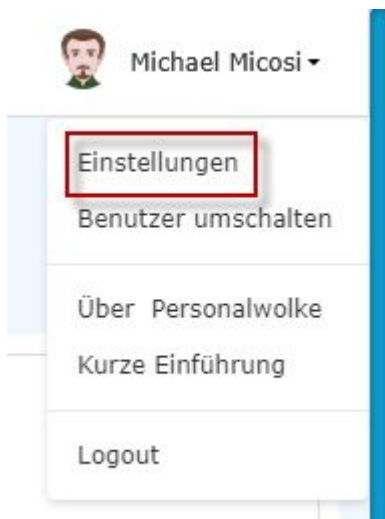 Michael Micosi
Einstellungen
Benutzer umschalten
Über Personalwolke
Kurze Einführung
Logout